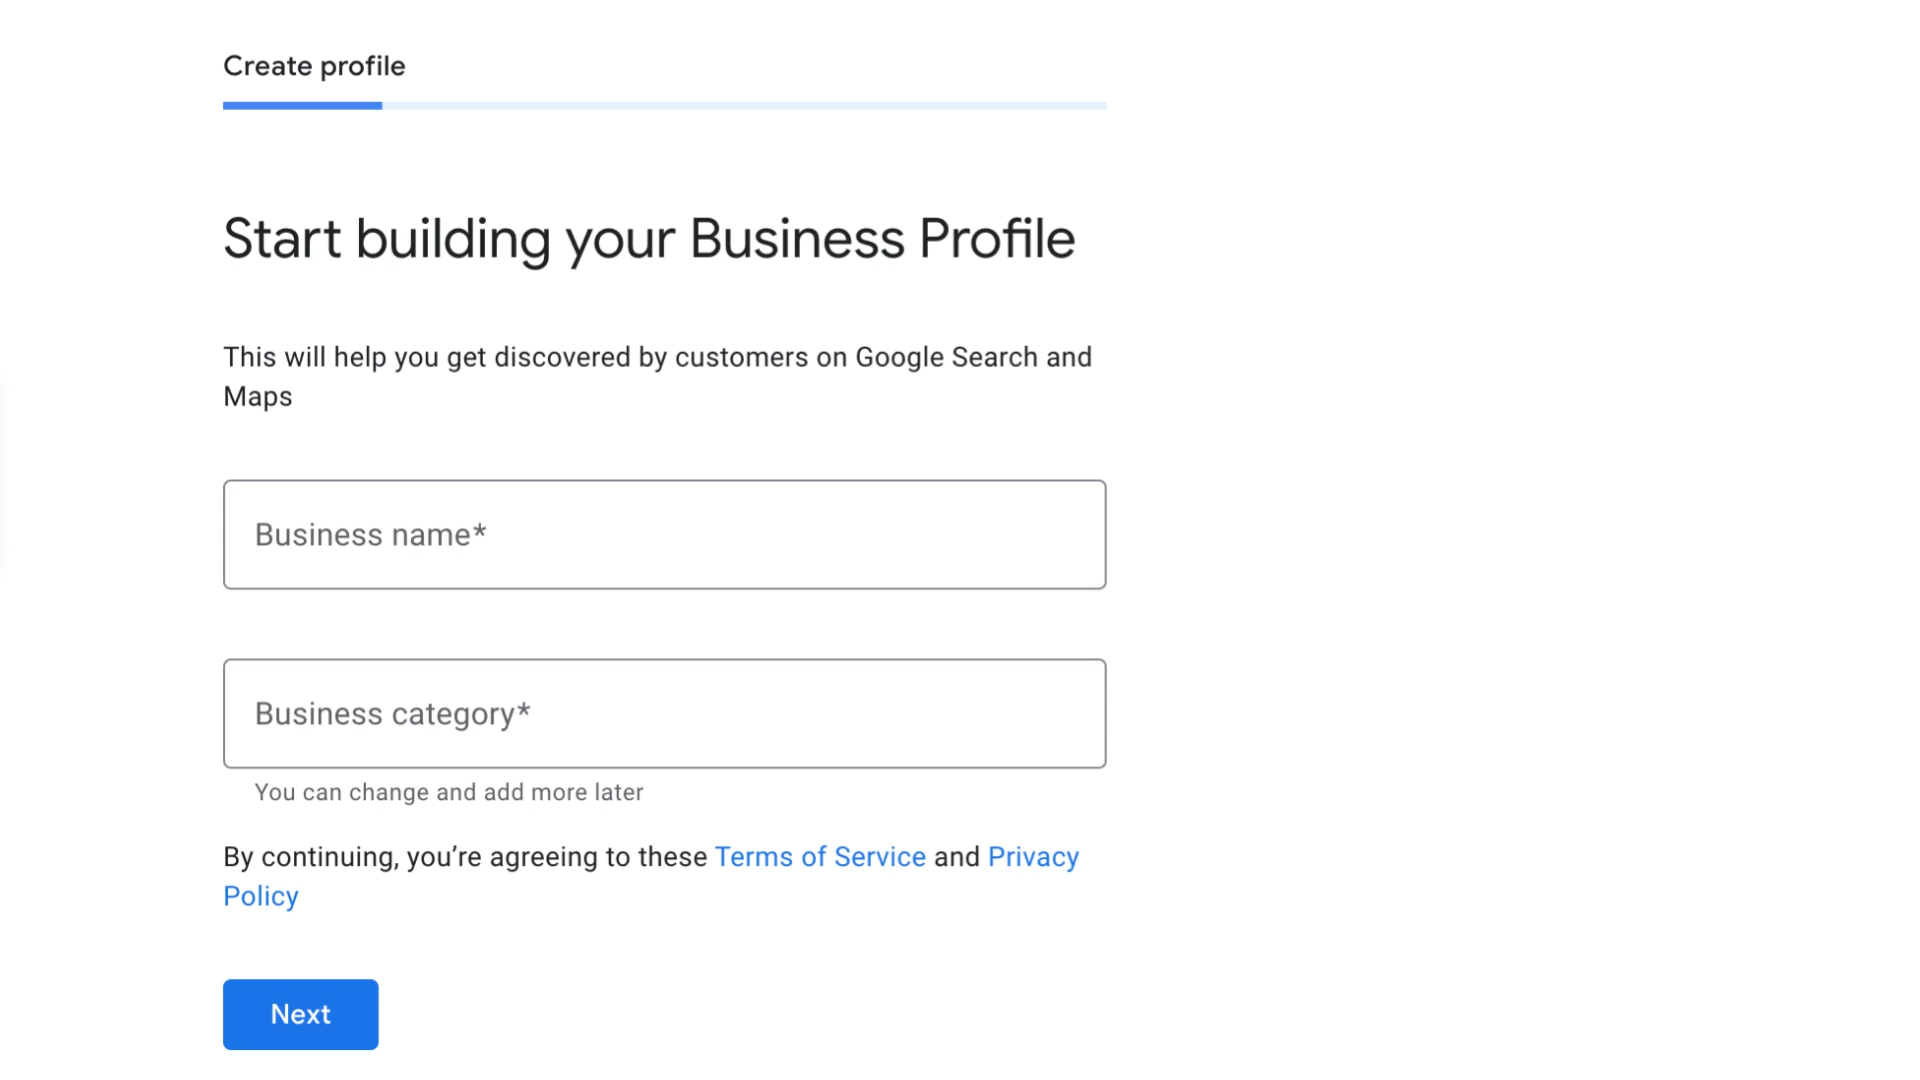 Create profile
Start building your Business Profile
This will help you get discovered by customers on Google Search and
Maps
Business name*
Business category*
You can change and add more later
By continuing, you’re agreeing to these Terms of Service and Privacy
Policy
Next